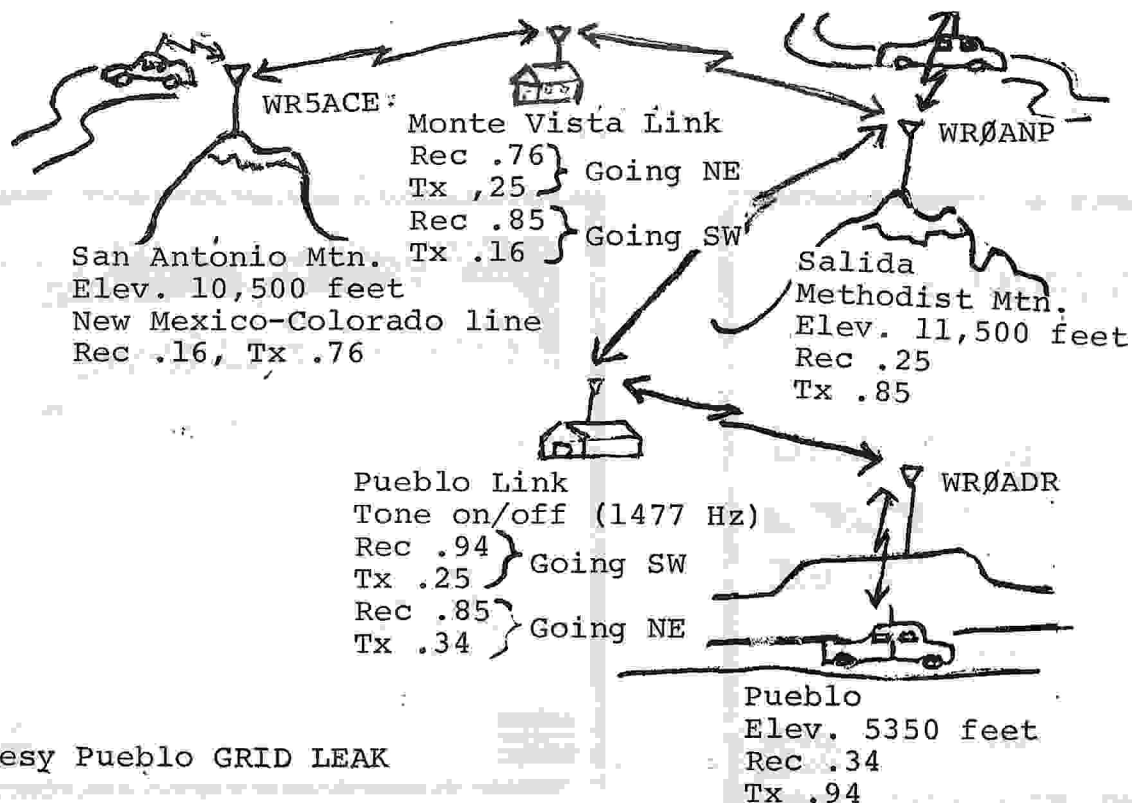 WR5ACE
San Antonio Mtn.
Elev. 10,500 feet
New Mexico-Colorado line
Rec .16, Tx .76
Monte Vista Link
Rec .76
Tx ,25
Going NE
Rec .85
Tx .16
Going SW
WRØANP
Salida
Methodist Mtn.
Elev. 11,500 feet
Rec .25
Tx .85
Pueblo Link
Tone on/off (1477 Hz)
Rec .94
Tx .25
Going SW
Rec .85
Tx .34
Going NE
WRØADR
Pueblo
Elev. 5350 feet
Rec .34
Tx .94
esy Pueblo GRID LEAK